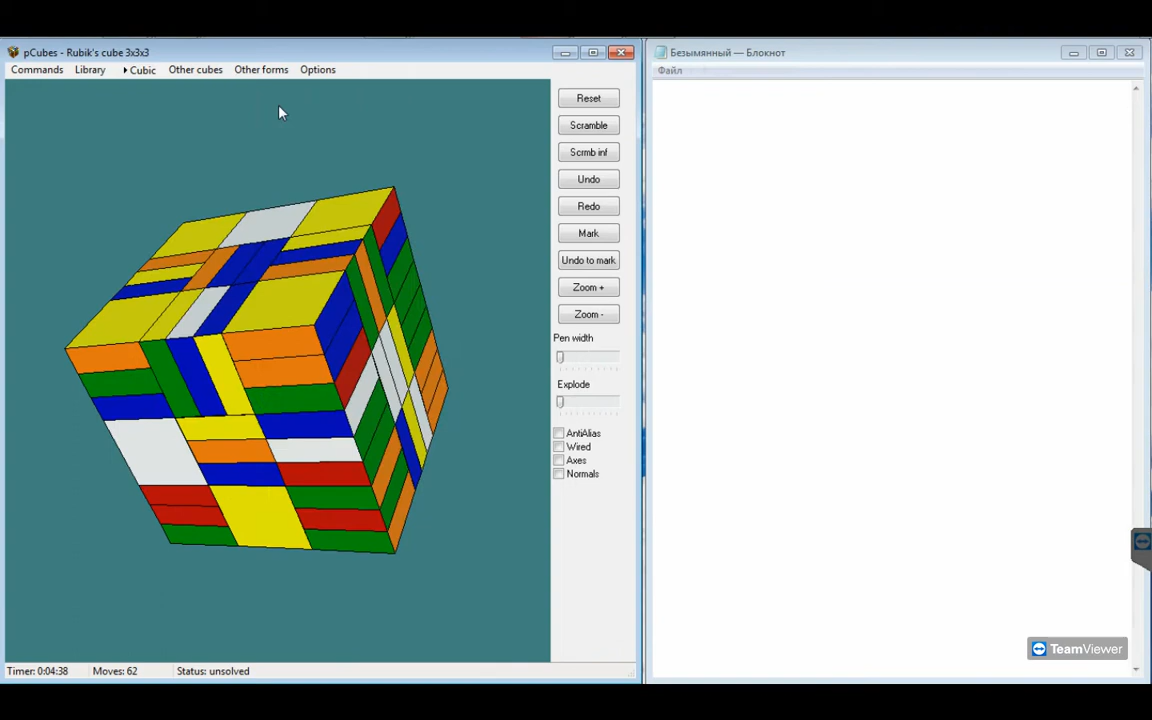 pCubes - Rubik's cube 3x3x3
Commands Library Cubic Other cubes Other forms Options
Reset
Scramble
Scrmb inf
Undo
Redo
Mark
Undo to mark
Zoom +
Zoom -
Pen width
Explode
AntiAlias
Wired
Axes
Normals
Timer: 0:04:38 Moves: 62 Status: unsolved
Безымянный — Блокнот
Файл
TeamViewer